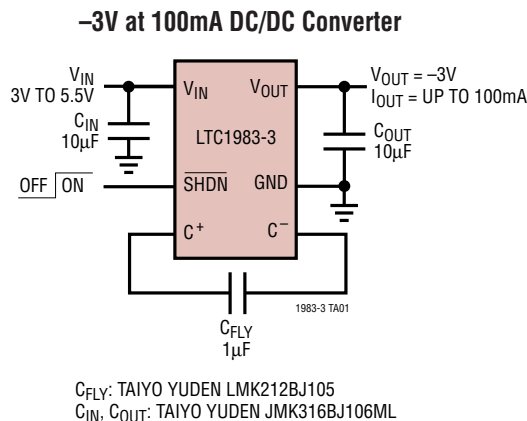 –3V at 100mA DC/DC Converter
VIN
3V TO 5.5V
CIN
10µF
OFF ON
VIN
VOUT
LTC1983-3
SHDN
GND
C+
C–
VOUT = –3V
IOUT = UP TO 100mA
COUT
10µF
CFLY
1µF
1983-3 TA01
CFLY: TAIYO YUDEN LMK212BJ105
CIN, COUT: TAIYO YUDEN JMK316BJ106ML